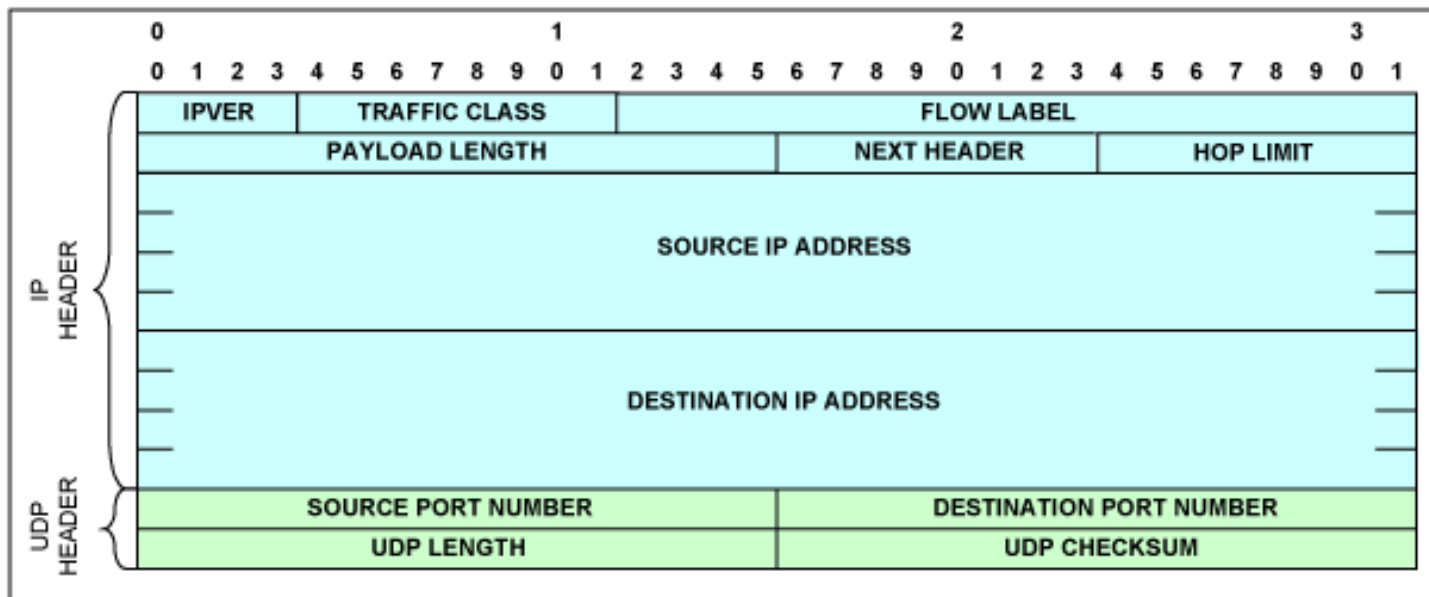 0 1 2 3
0 1 2 3 4 5 6 7 8 9 0 1 2 3 4 5 6 7 8 9 0 1 2 3 4 5 6 7 8 9 0 1
IPVER TRAFFIC CLASS FLOW LABEL
PAYLOAD LENGTH NEXT HEADER HOP LIMIT
IP
HEADER
SOURCE IP ADDRESS
DESTINATION IP ADDRESS
UDP
HEADER
SOURCE PORT NUMBER DESTINATION PORT NUMBER
UDP LENGTH UDP CHECKSUM